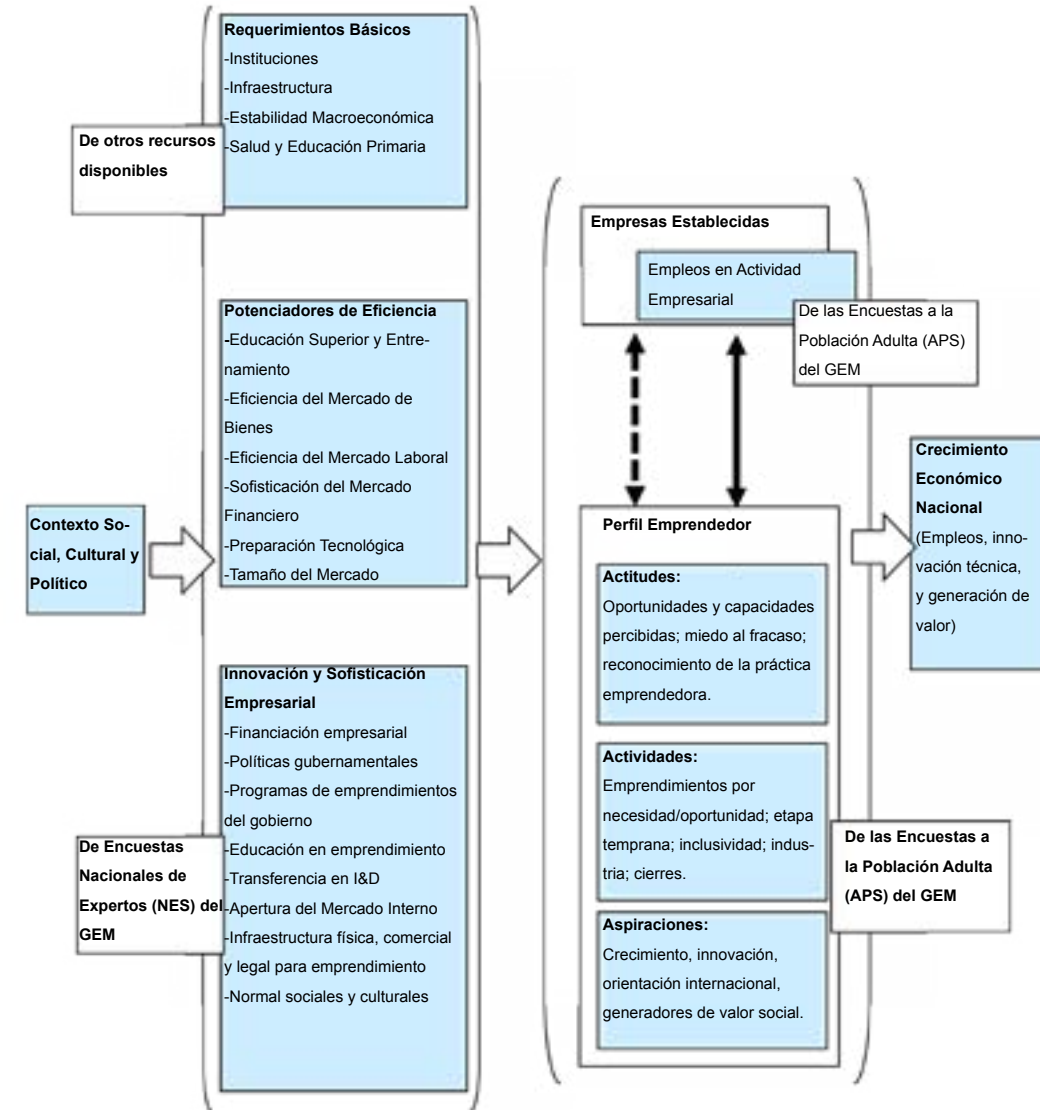 Requerimientos Básicos
-Instituciones
-Infraestructura
-Estabilidad Macroeconómica
-Salud y Educación Primaria
De otros recursos
disponibles
Potenciadores de Eficiencia
-Educación Superior y Entre-
namiento
-Eficiencia del Mercado de
Bienes
-Eficiencia del Mercado Laboral
-Sofisticación del Mercado
Financiero
-Preparación Tecnológica
-Tamaño del Mercado
Contexto So-
cial, Cultural y
Político
Innovación y Sofisticación
Empresarial
-Financiación empresarial
-Políticas gubernamentales
-Programas de emprendimientos
del gobierno
-Educación en emprendimiento
-Transferencia en I&D
-Apertura del Mercado Interno
-Infraestructura física, comercial
y legal para emprendimiento
-Normal sociales y culturales
De Encuestas
Nacionales de
Expertos (NES) del
GEM
Empresas Establecidas
Empleos en Actividad
Empresarial
De las Encuestas a la
Población Adulta (APS)
del GEM
Perfil Emprendedor
Actitudes:
Oportunidades y capacidades
percibidas; miedo al fracaso;
reconocimiento de la práctica
emprendedora.
Actividades:
Emprendimientos por
necesidad/oportunidad; etapa
temprana; inclusividad; indus-
tria; cierres.
Aspiraciones:
Crecimiento, innovación,
orientación internacional,
generadores de valor social.
De las Encuestas a
la Población Adulta
(APS) del GEM
Crecimiento
Económico
Nacional
(Empleos, inno-
vación técnica,
y generación de
valor)